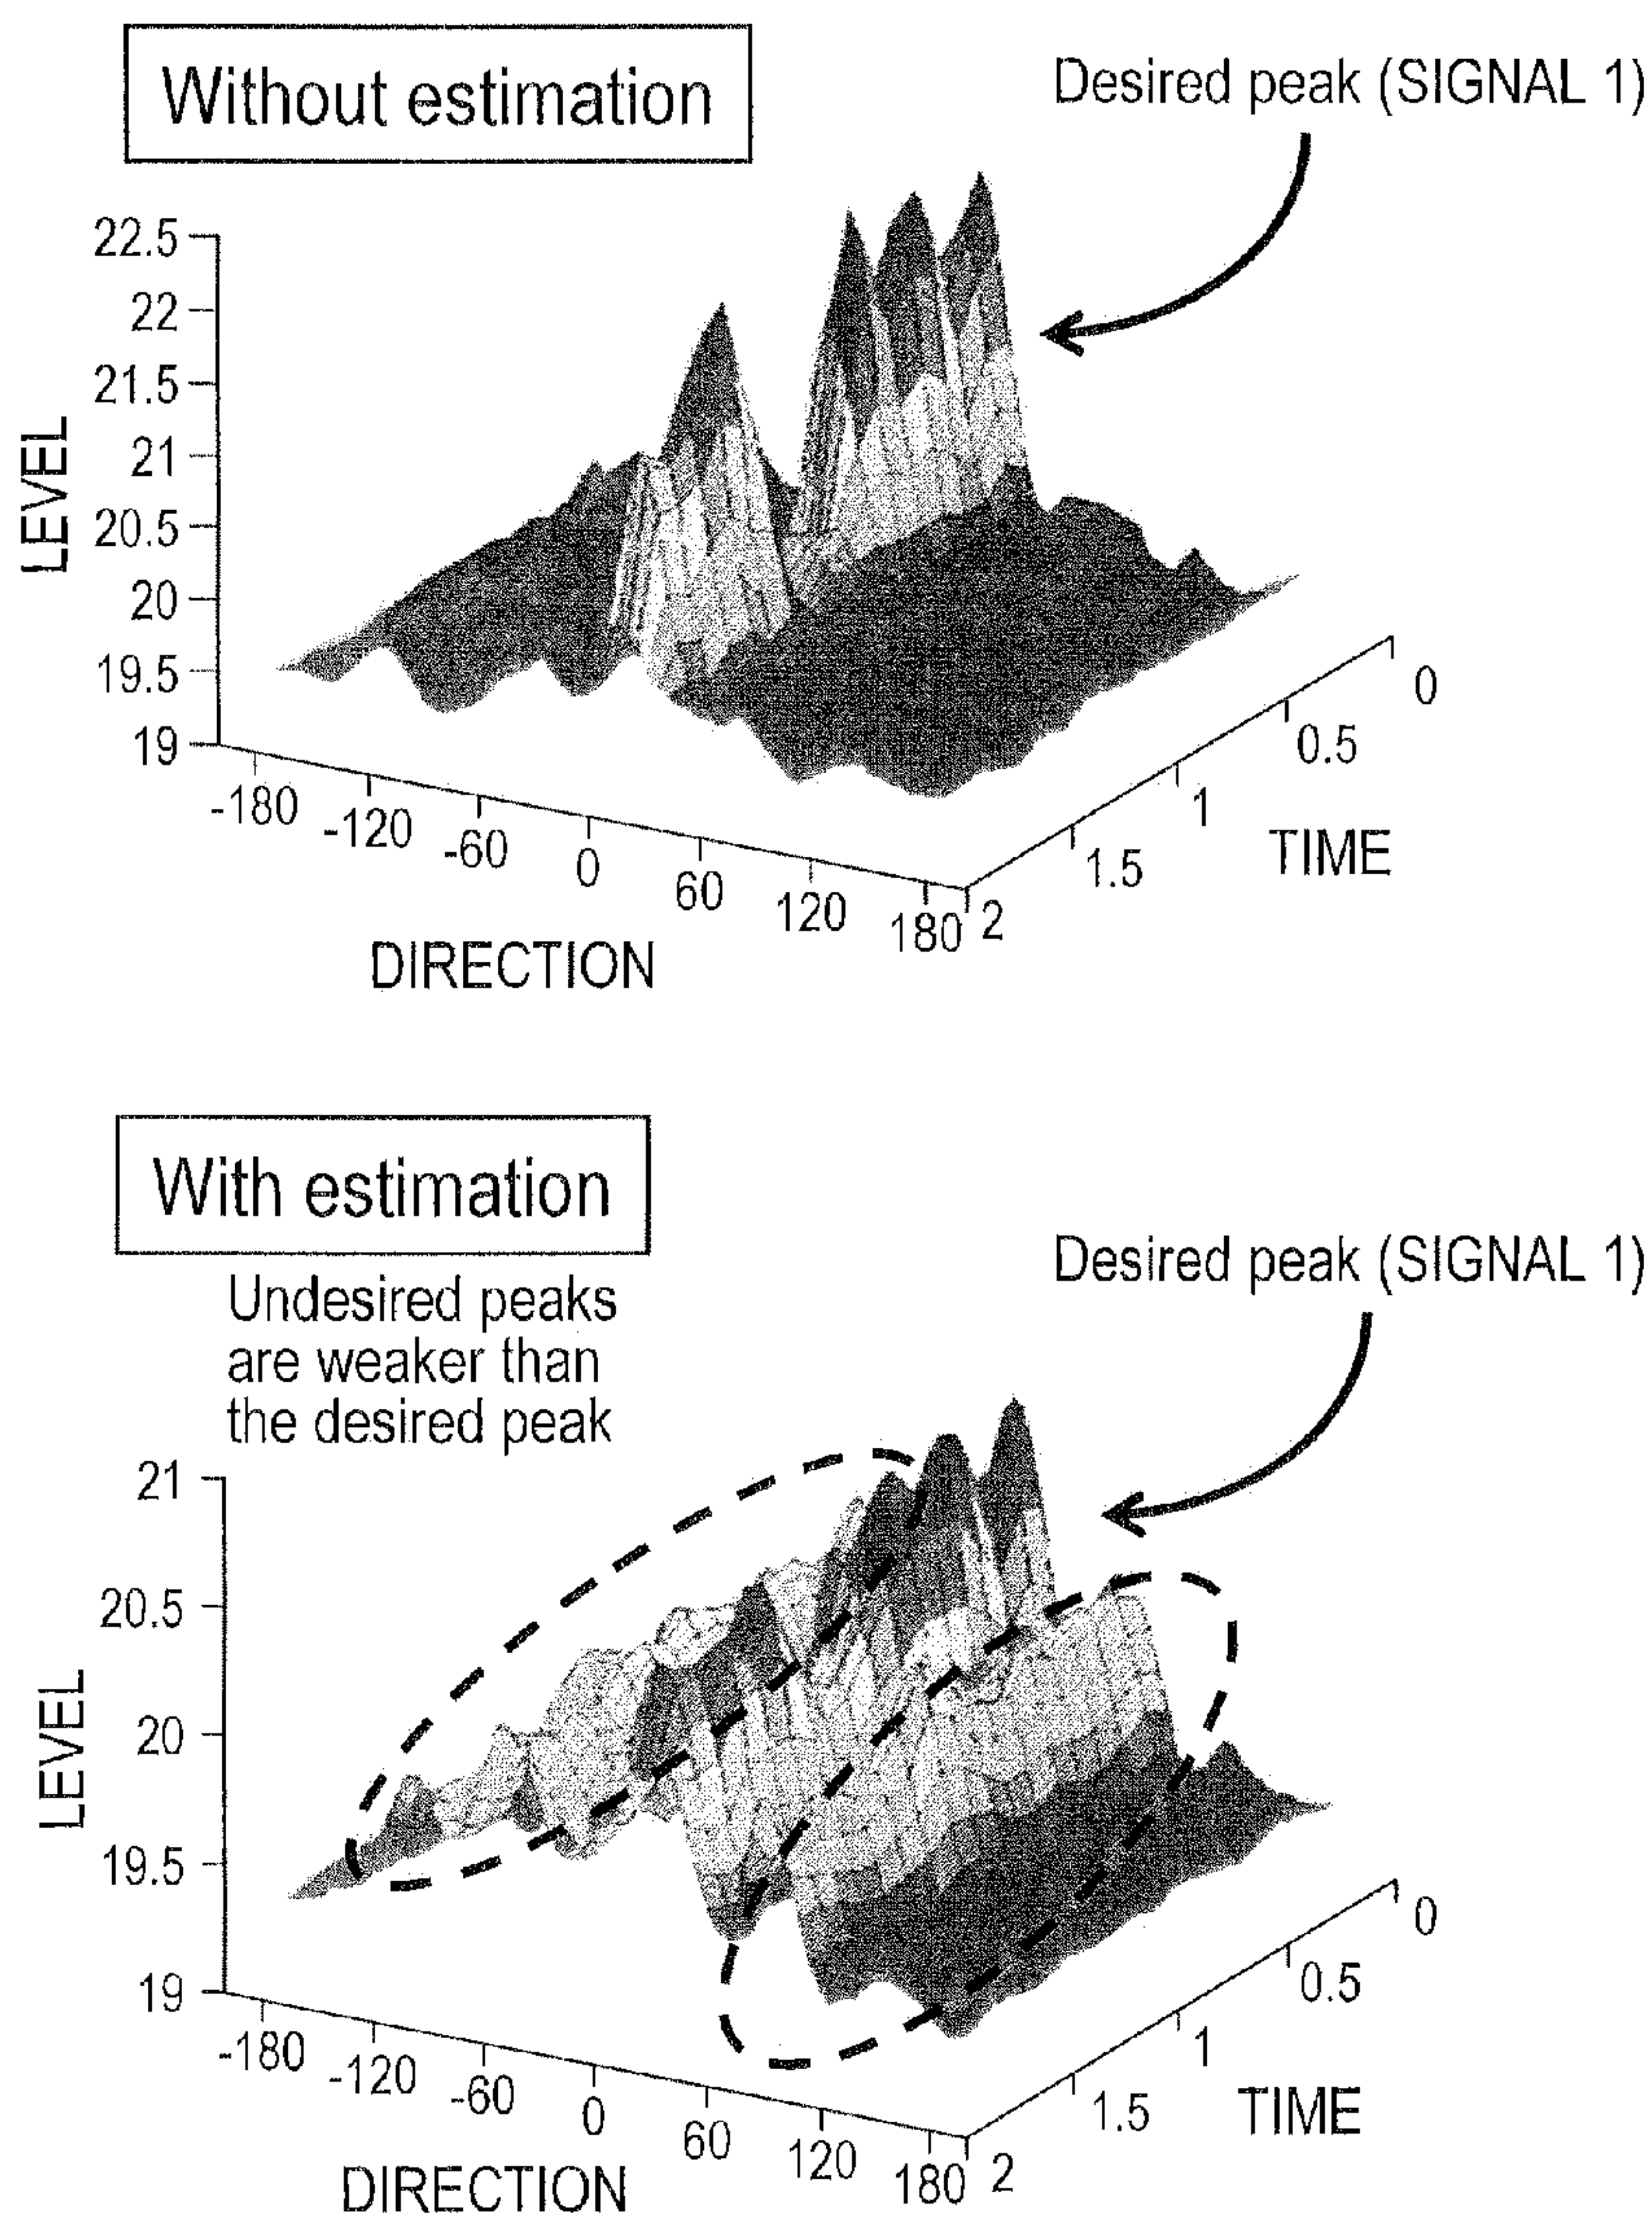 Without estimation
Desired peak (SIGNAL 1)
22.5
22
21.5
21
20.5
20
19.5
19
LEVEL
-180
-120
-60
0
60
120
180
DIRECTION
0
0.5
1
1.5
2
TIME
With estimation
Undesired peaks
are weaker than
the desired peak
Desired peak (SIGNAL 1)
21
20.5
20
19.5
19
LEVEL
-180
-120
-60
0
60
120
180
DIRECTION
0
0.5
1
1.5
2
TIME